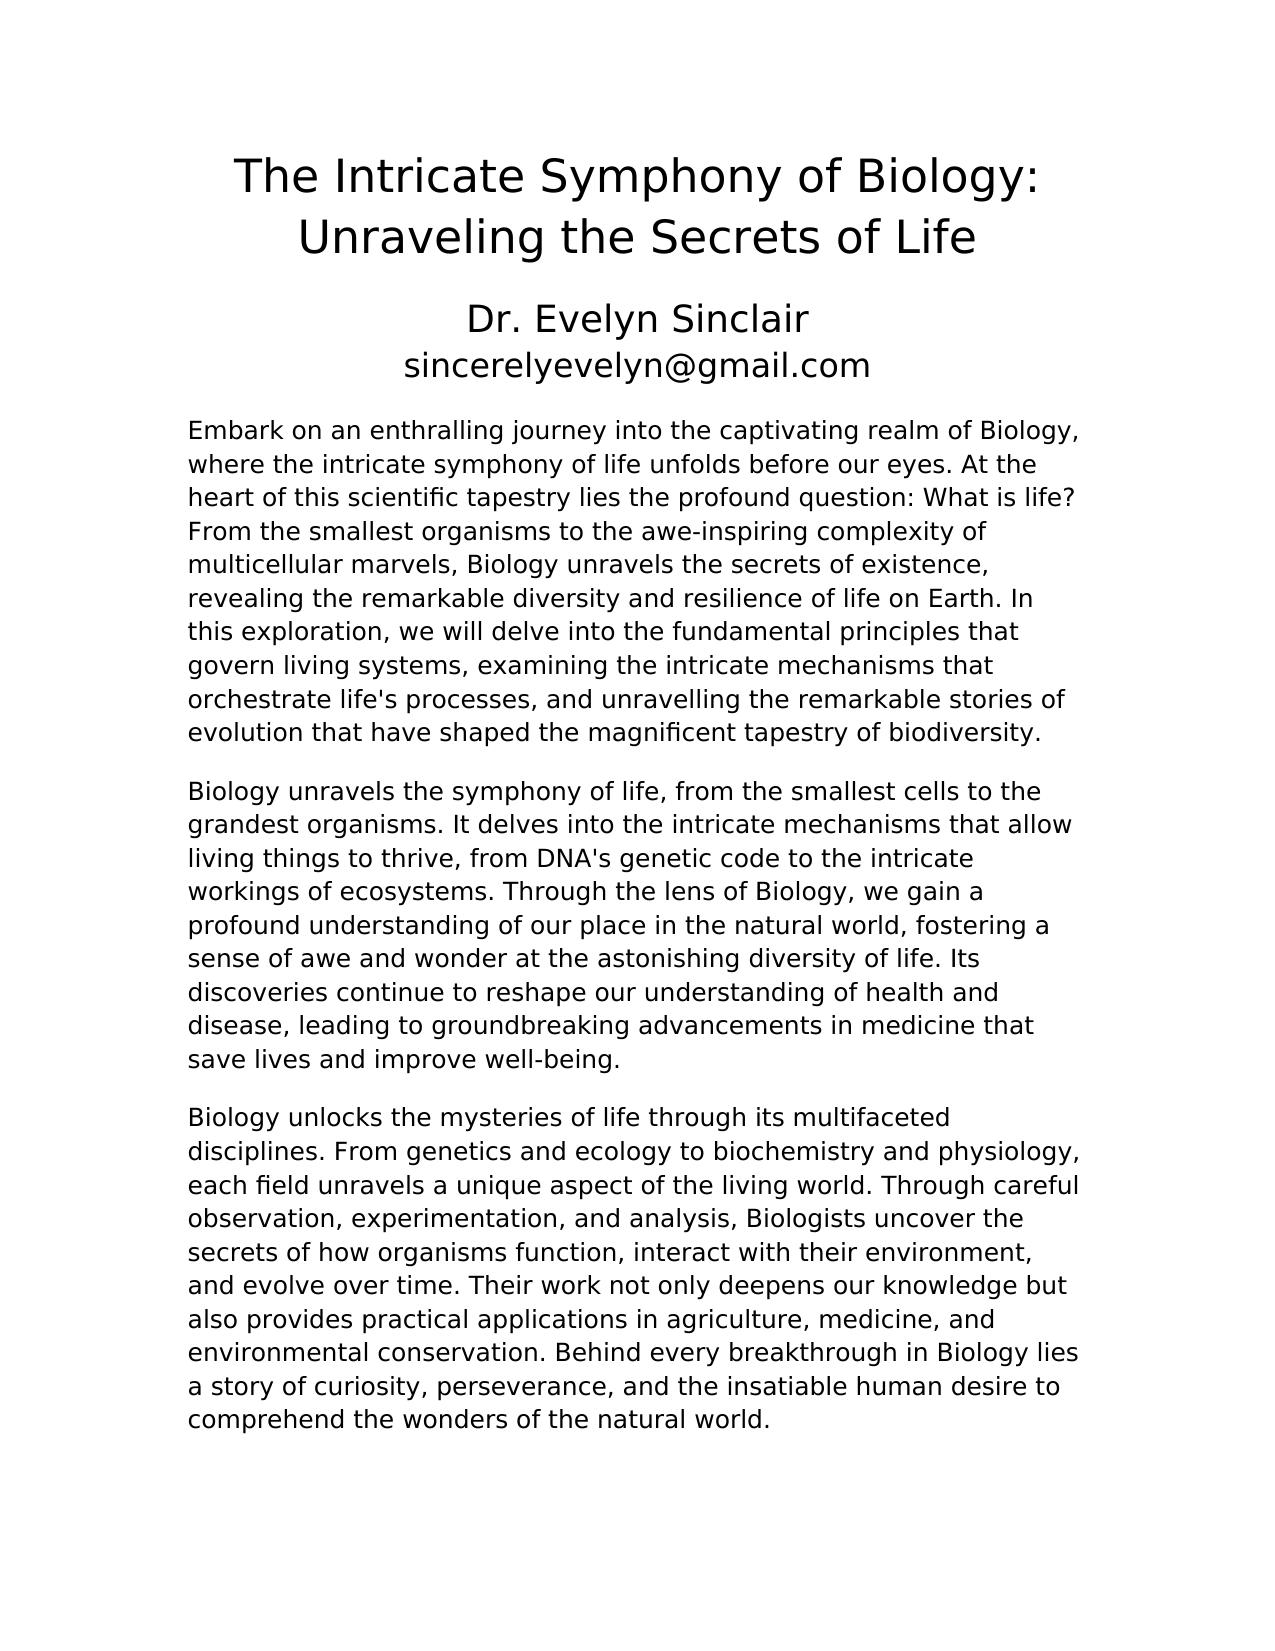 The Intricate Symphony of Biology:
Unraveling the Secrets of Life
Dr. Evelyn Sinclair
sincerelyevelyn@gmail.com
Embark on an enthralling journey into the captivating realm of Biology,
where the intricate symphony of life unfolds before our eyes. At the
heart of this scientific tapestry lies the profound question: What is life?
From the smallest organisms to the awe-inspiring complexity of
multicellular marvels, Biology unravels the secrets of existence,
revealing the remarkable diversity and resilience of life on Earth. In
this exploration, we will delve into the fundamental principles that
govern living systems, examining the intricate mechanisms that
orchestrate life's processes, and unravelling the remarkable stories of
evolution that have shaped the magnificent tapestry of biodiversity.
Biology unravels the symphony of life, from the smallest cells to the
grandest organisms. It delves into the intricate mechanisms that allow
living things to thrive, from DNA's genetic code to the intricate
workings of ecosystems. Through the lens of Biology, we gain a
profound understanding of our place in the natural world, fostering a
sense of awe and wonder at the astonishing diversity of life. Its
discoveries continue to reshape our understanding of health and
disease, leading to groundbreaking advancements in medicine that
save lives and improve well-being.
Biology unlocks the mysteries of life through its multifaceted
disciplines. From genetics and ecology to biochemistry and physiology,
each field unravels a unique aspect of the living world. Through careful
observation, experimentation, and analysis, Biologists uncover the
secrets of how organisms function, interact with their environment,
and evolve over time. Their work not only deepens our knowledge but
also provides practical applications in agriculture, medicine, and
environmental conservation. Behind every breakthrough in Biology lies
a story of curiosity, perseverance, and the insatiable human desire to
comprehend the wonders of the natural world.